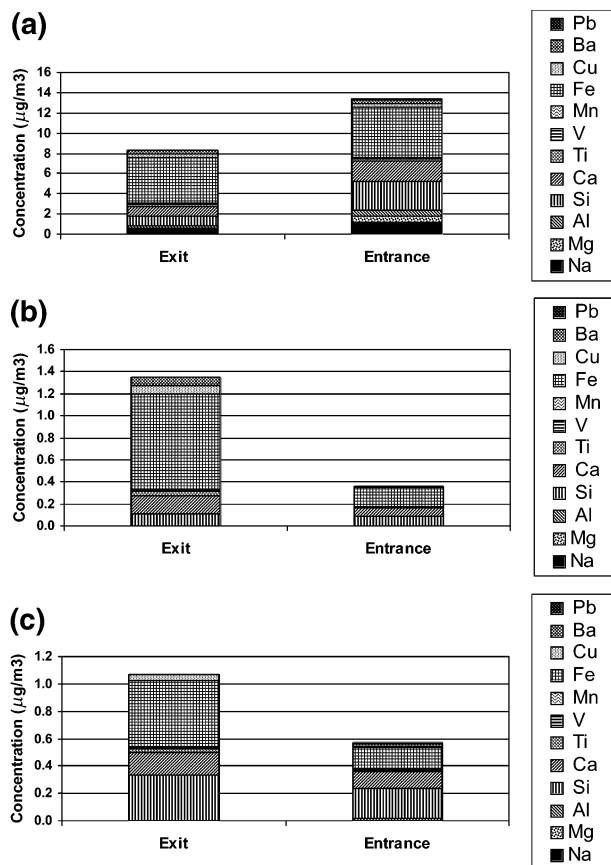 (a)
Concentration (μg/m3)
16
14
12
10
8
6
4
2
0
Exit
Entrance
Pb
Ba
Cu
Fe
Mn
V
Ti
Ca
Si
Al
Mg
Na
(b)
Concentration (μg/m3)
1.6
1.4
1.2
1.0
0.8
0.6
0.4
0.2
0.0
Exit
Entrance
Pb
Ba
Cu
Fe
Mn
V
Ti
Ca
Si
Al
Mg
Na
(c)
Concentration (μg/m3)
1.2
1.0
0.8
0.6
0.4
0.2
0.0
Exit
Entrance
Pb
Ba
Cu
Fe
Mn
V
Ti
Ca
Si
Al
Mg
Na